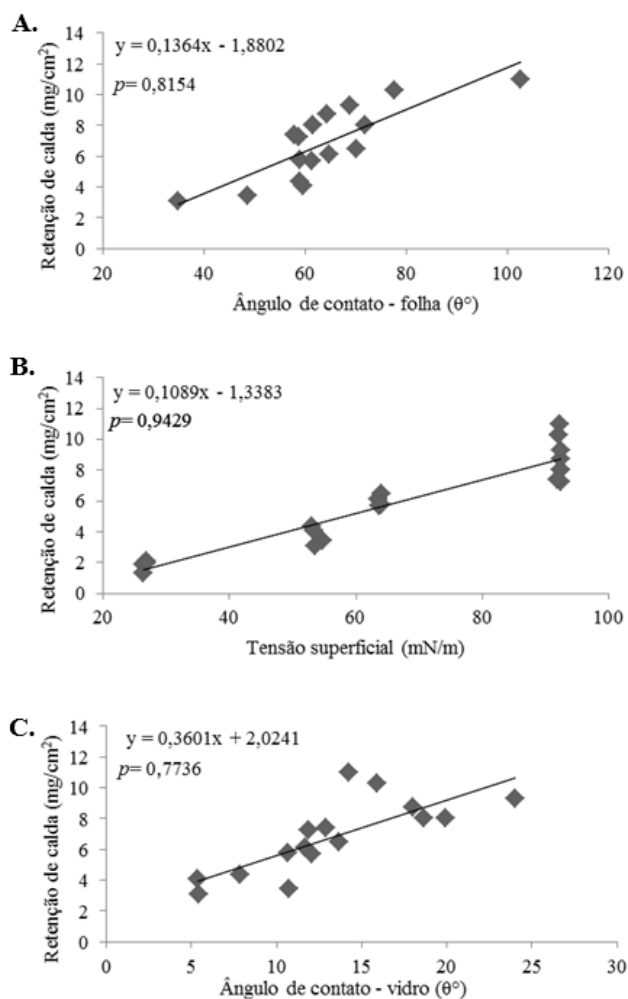 A.
y = 0,1364x - 1,8802
p= 0,8154
Retenção de calda (mg/cm²)
14
12
10
8
6
4
2
0
20
40
60
80
100
120
Ângulo de contato - folha (θ°)
B.
y = 0,1089x - 1,3383
p= 0,9429
Retenção de calda (mg/cm²)
14
12
10
8
6
4
2
0
20
40
60
80
100
Tensão superficial (mN/m)
C.
y = 0,3601x + 2,0241
p= 0,7736
Retenção de calda (mg/cm²)
14
12
10
8
6
4
2
0
0
5
10
15
20
25
30
Ângulo de contato - vidro (θ°)